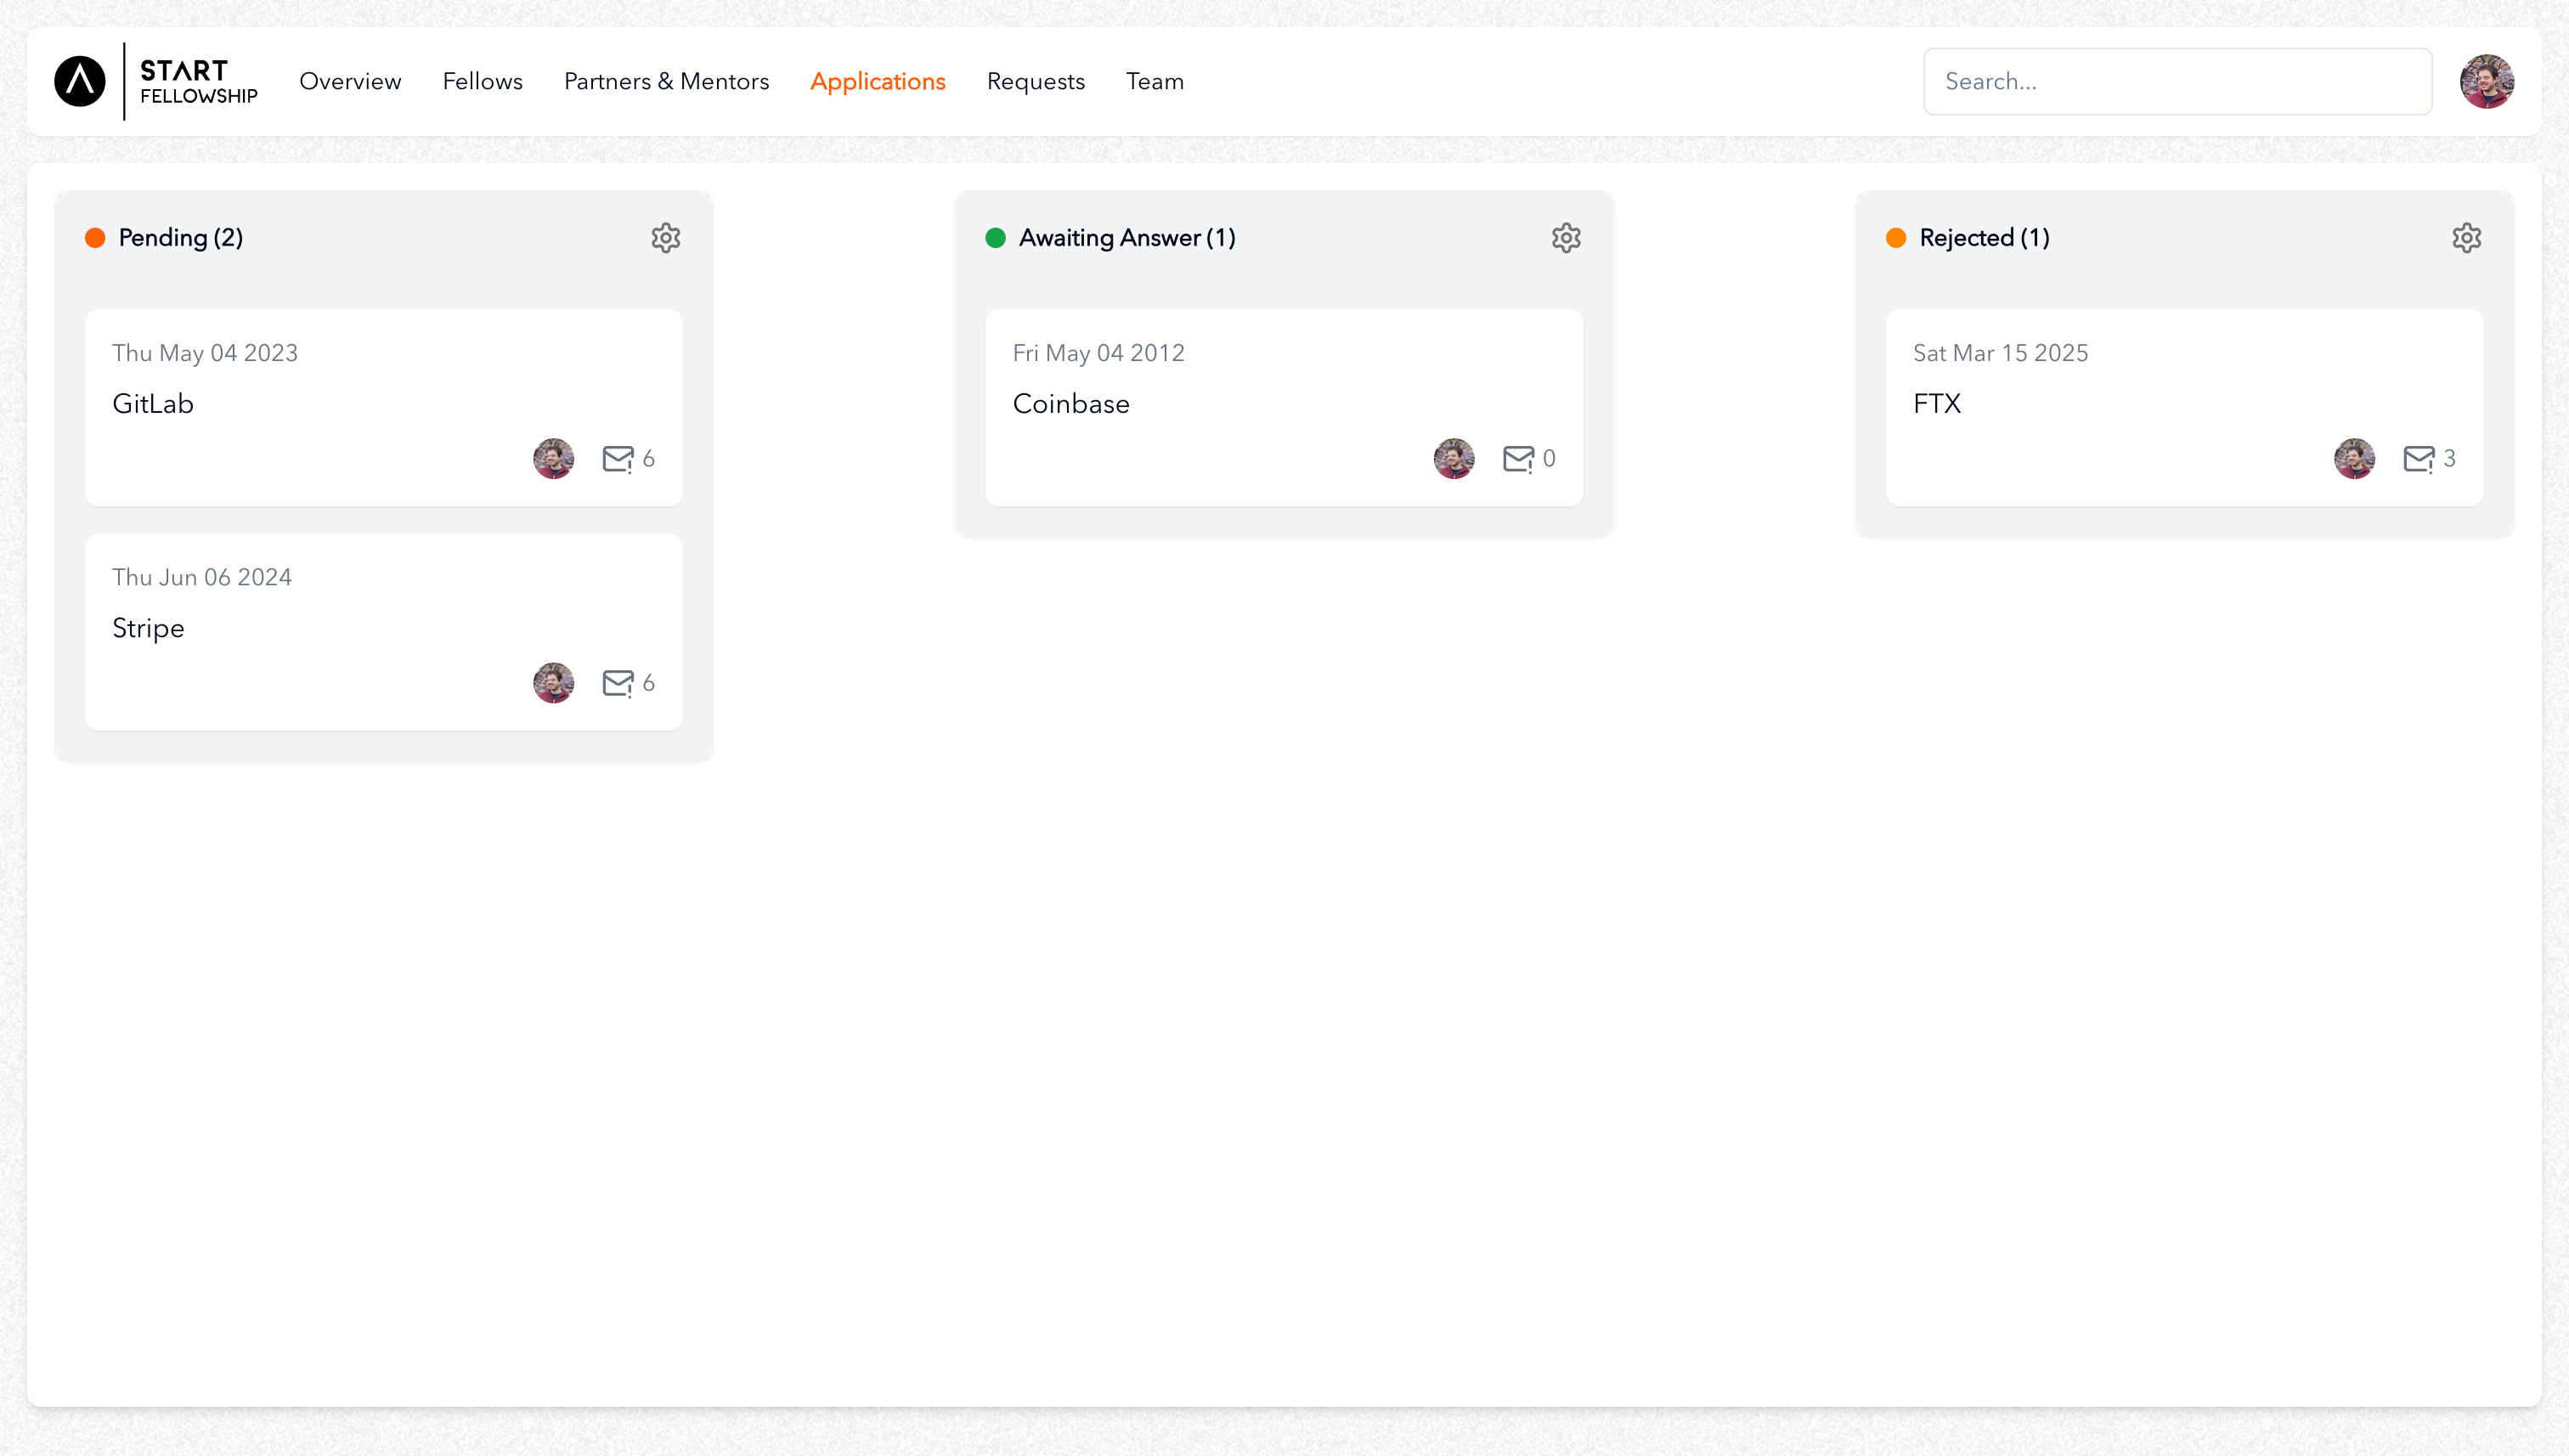 START
FELLOWSHIP
Overview
Fellows
Partners & Mentors
Applications
Requests
Team
Search...
Pending (2)
Thu May 04 2023
GitLab
6
Thu Jun 06 2024
Stripe
6
Awaiting Answer (1)
Fri May 04 2012
Coinbase
0
Rejected (1)
Sat Mar 15 2025
FTX
3